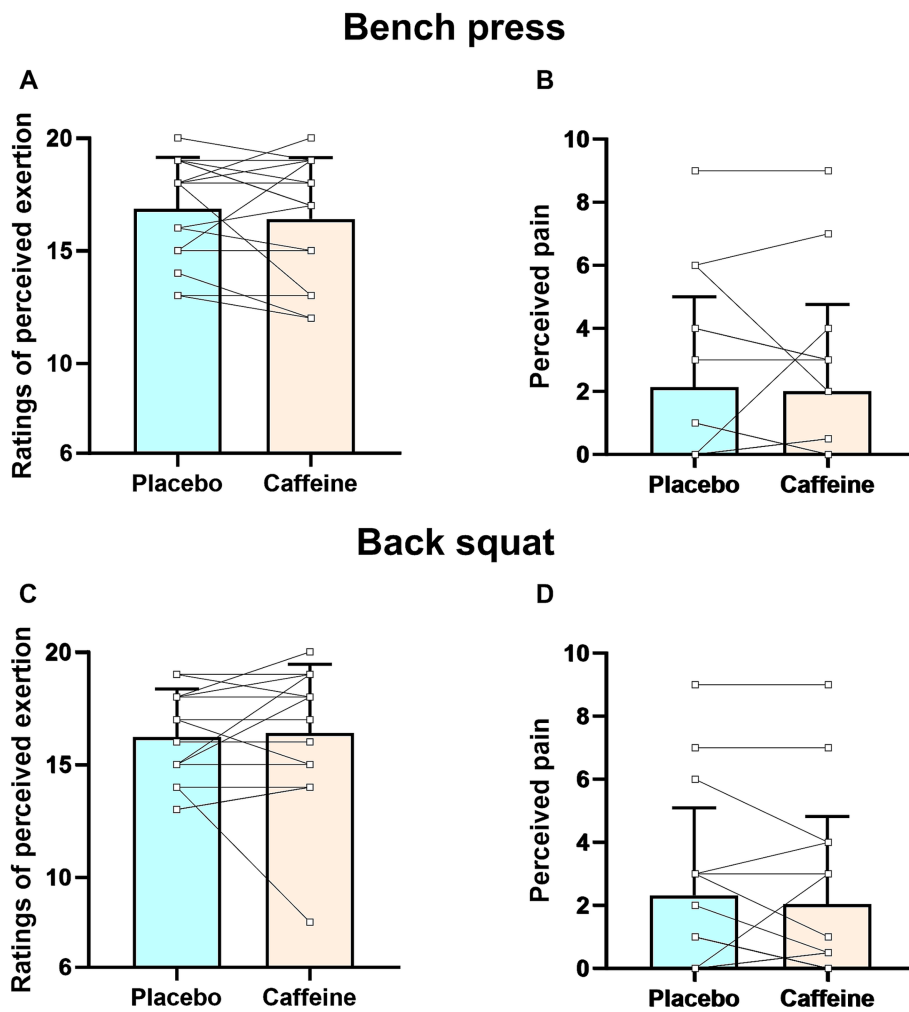 Bench press
A
B
Ratings of perceived exertion
20
15
10
6
Placebo
Caffeine
Perceived pain
10
8
6
4
2
0
Placebo
Caffeine
Back squat
C
D
Ratings of perceived exertion
20
15
10
6
Placebo
Caffeine
Perceived pain
10
8
6
4
2
0
Placebo
Caffeine